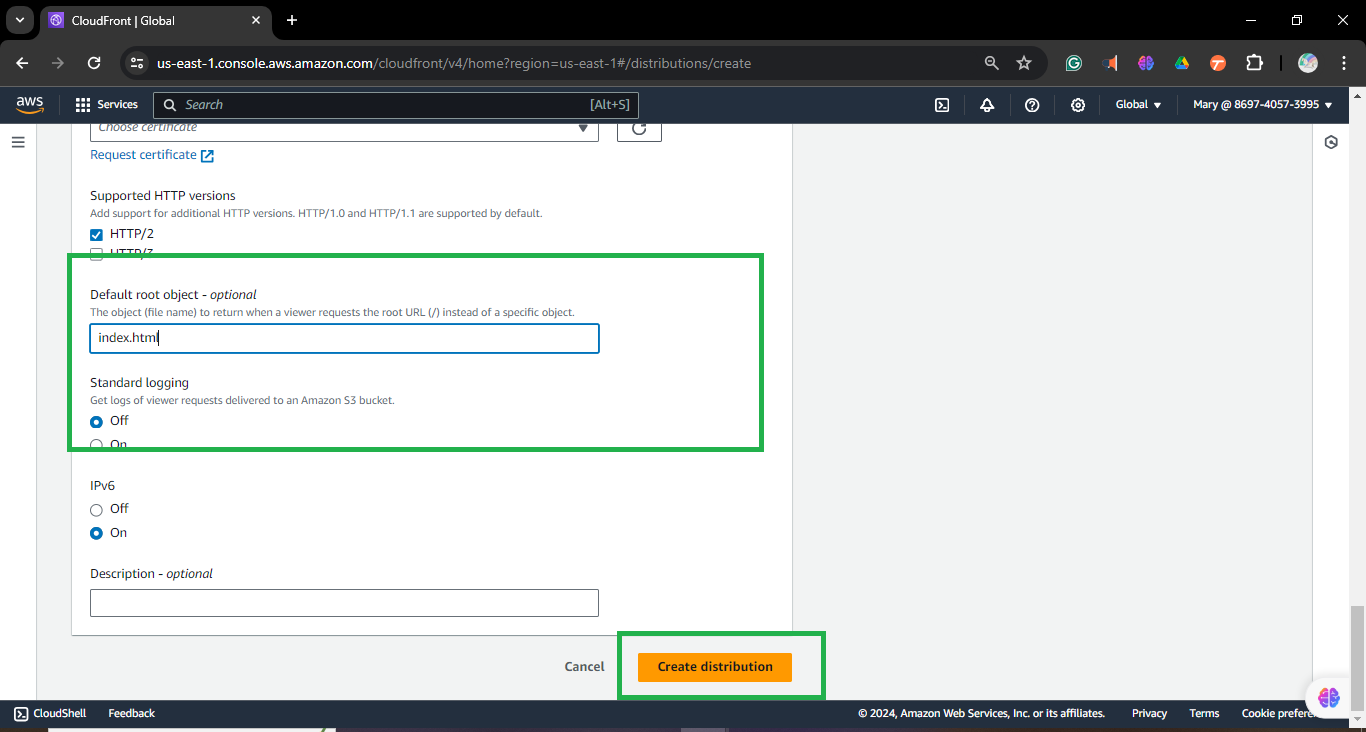 CloudFront | Global
us-east-1.console.aws.amazon.com/cloudfront/v4/home?region=us-east-1#/distributions/create
aws Services Search [Alt+S] Global Mary @ 8697-4057-3995
Choose certificate
Request certificate
Supported HTTP versions
Add support for additional HTTP versions. HTTP/1.0 and HTTP/1.1 are supported by default.
HTTP/2
HTTP/3
Default root object - optional
The object (file name) to return when a viewer requests the root URL (/) instead of a specific object.
index.html
Standard logging
Get logs of viewer requests delivered to an Amazon S3 bucket.
Off
On
IPv6
Off
On
Description - optional
Cancel Create distribution
CloudShell Feedback © 2024, Amazon Web Services, Inc. or its affiliates. Privacy Terms Cookie